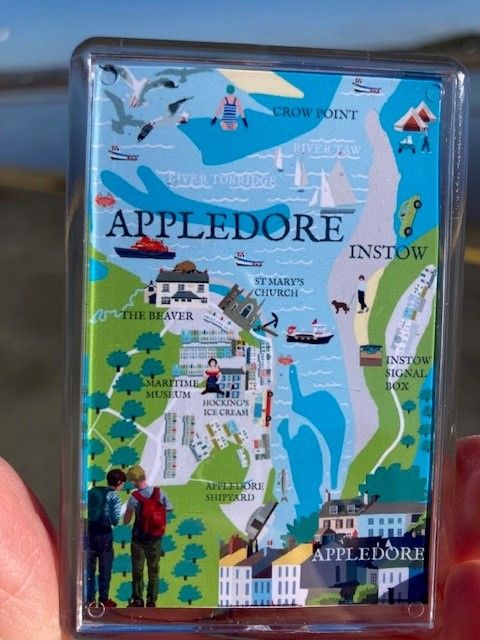 CROW POINT
RIVER TAW
RIVER TORRIDGE
APPLEDORE
INSTOW
ST MARY'S
CHURCH
THE BEAVER
INSTOW
SIGNAL
BOX
MARITIME
MUSEUM
HOCKING'S
ICE CREAM
APPLEDORE
SHIPYARD
APPLEDORE